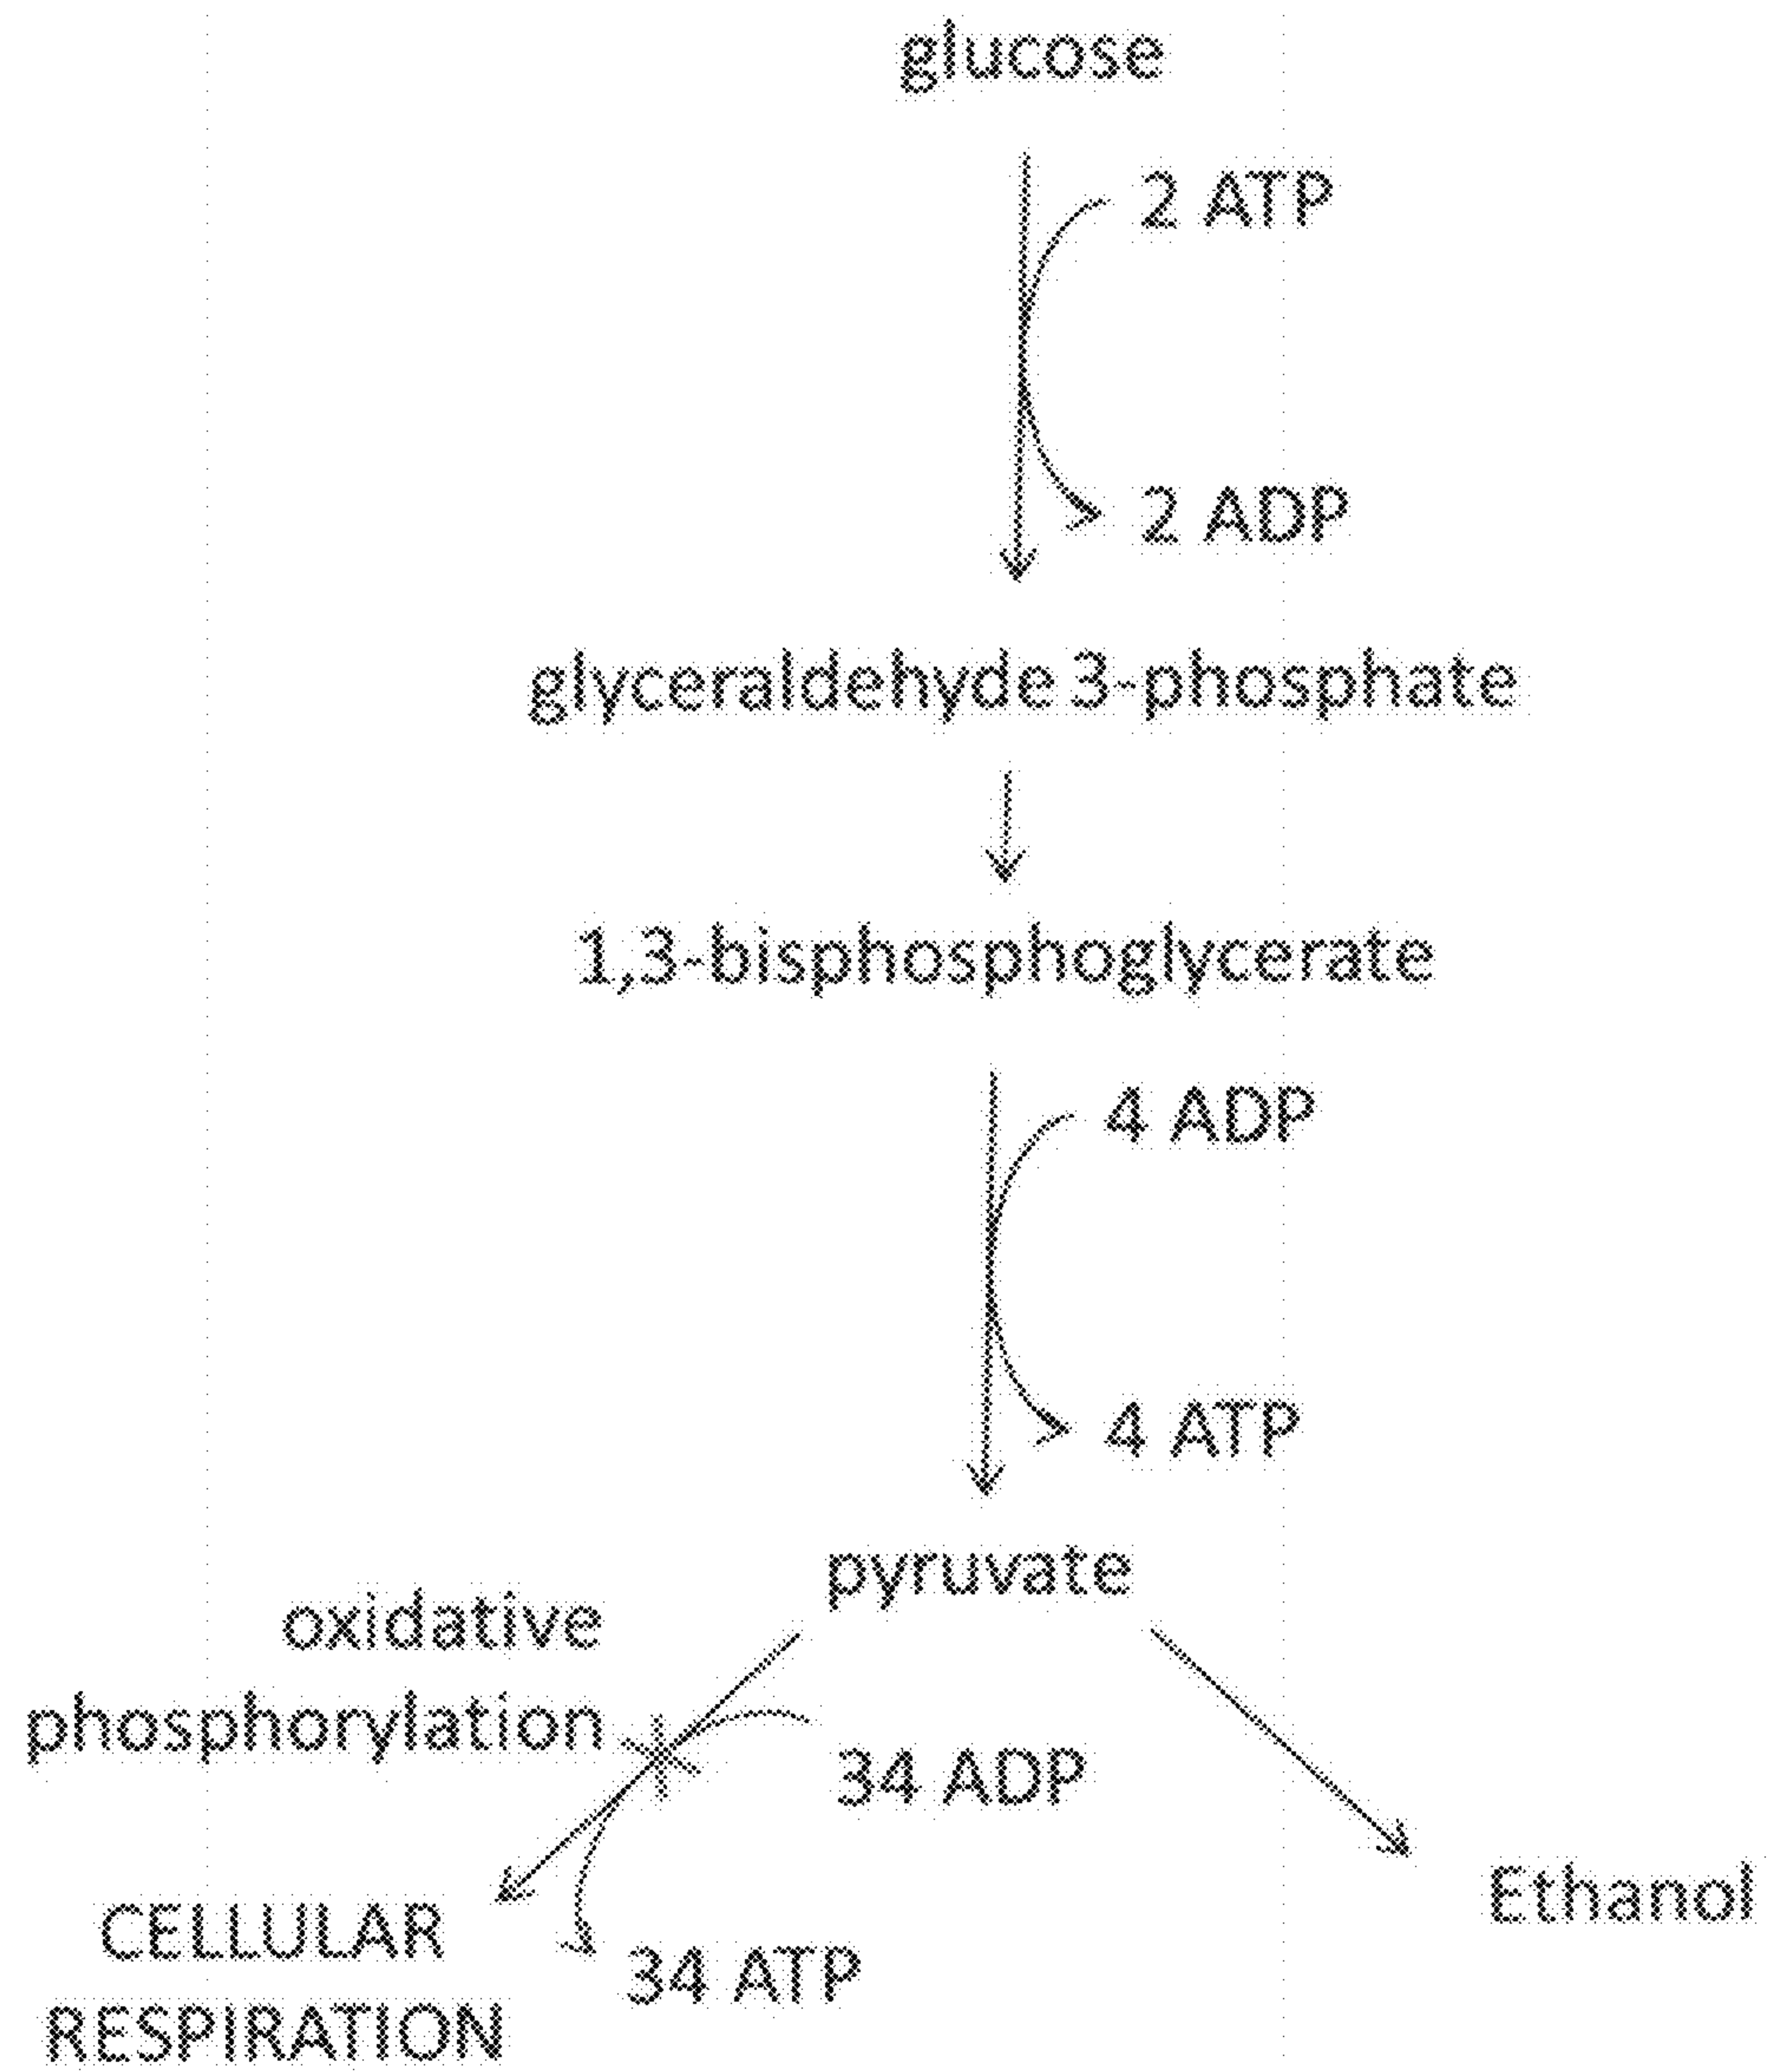 glucose
2 ATP
2 ADP
glyceraldehyde 3-phosphate
1,3-bisphosphoglycerate
4 ADP
4 ATP
pyruvate
oxidative
phosphorylation
34 ADP
Ethanol
CELLULAR
RESPIRATION
34 ATP